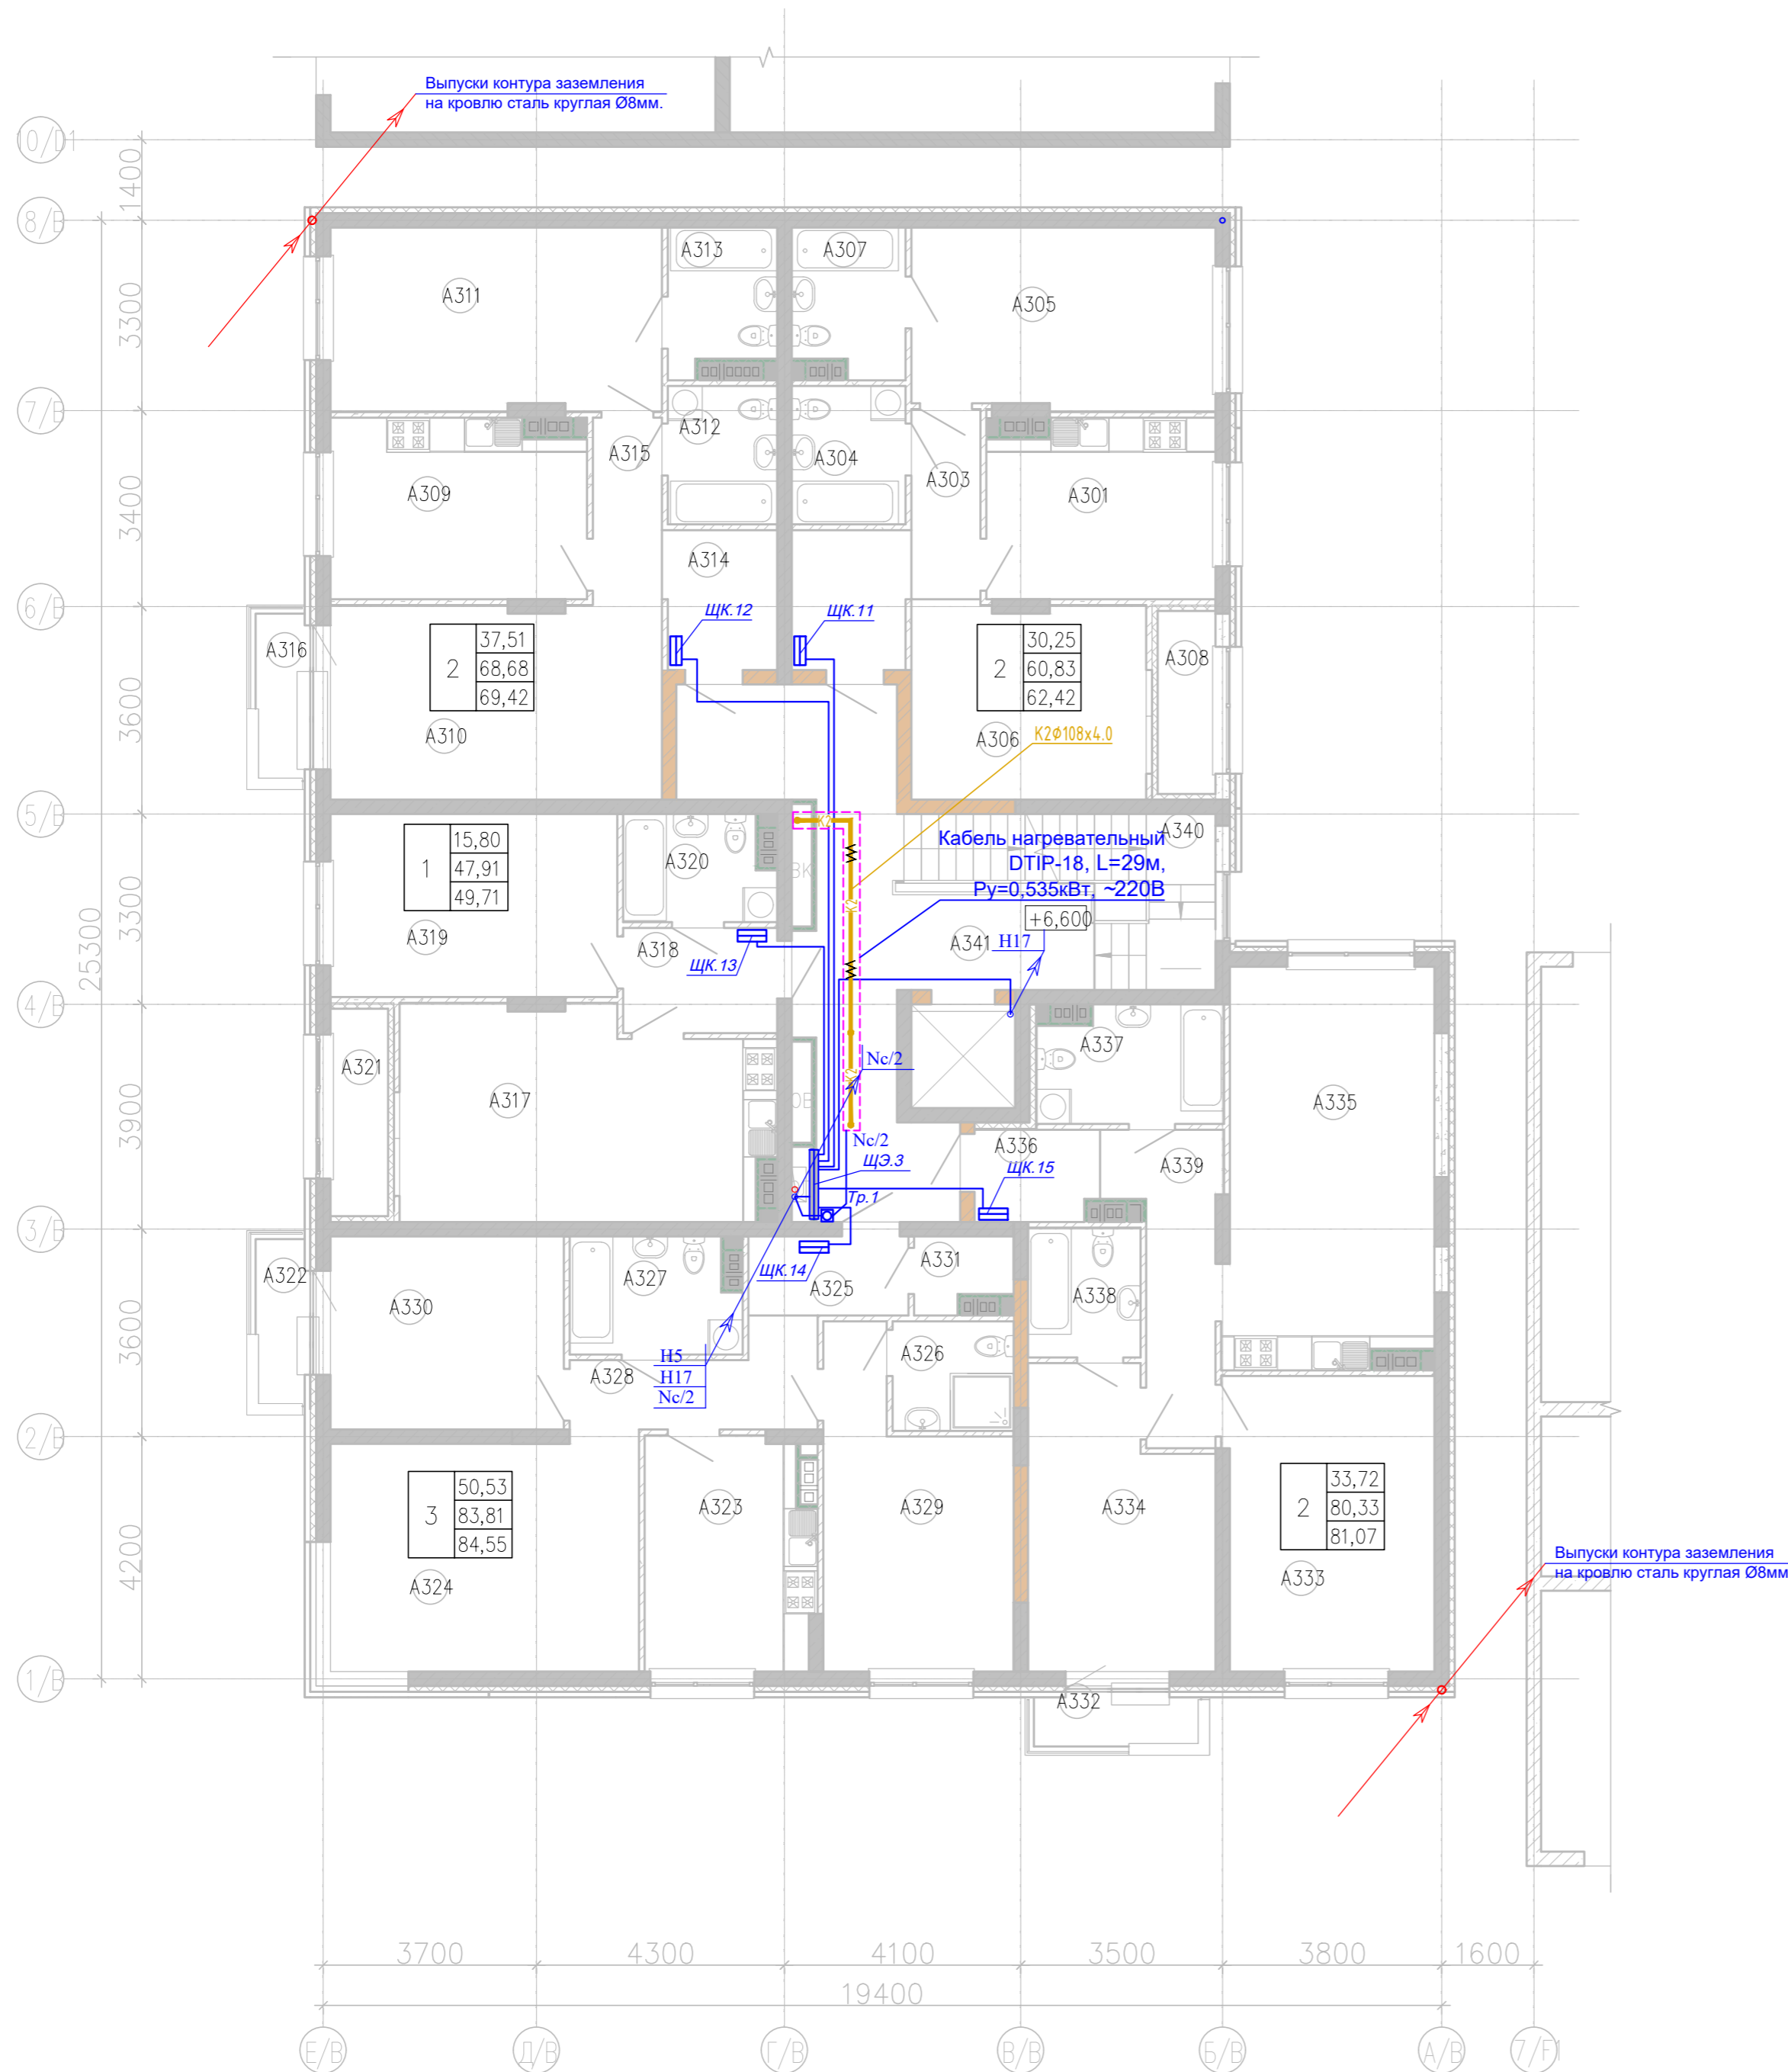 Выпуски контура заземления
на кровлю сталь круглая Ø8мм.
10/D1
1400
8/В
А313
А307
А311
А305
3300
7/В
А312
А315
А304
А303
А309
А301
3400
А314
6/В
ЩК.12
ЩК.11
А316
2
37,51
68,68
69,42
2
30,25
60,83
62,42
А308
3600
А310
А306
К2Ф108х4.0
5/В
К2
А340
1
15,80
47,91
49,71
А320
ВК
Кабель нагревательный
DTIP-18, L=29м,
Ру=0,535кВт, ~220В
К2
3300
25300
+6,600
А319
А318
А341
Н17
ЩК.13
4/В
А321
А337
Nc/2
К2
А317
ОВ
А335
3900
Nc/2
А336
А339
ЩЭ.3
ЩК.15
Тр.1
3/В
А322
А327
ЩК.14
А325
А331
А338
А330
3600
Н5
Н17
Nc/2
А328
А326
2/В
3
50,53
83,81
84,55
А323
А329
А334
2
33,72
80,33
81,07
4200
А324
А333
Выпуски контура заземления
на кровлю сталь круглая Ø8мм
1/В
А332
3700
4300
4100
3500
3800
1600
19400
Е/В
Д/В
Г/В
В/В
Б/В
А/В
7/F1